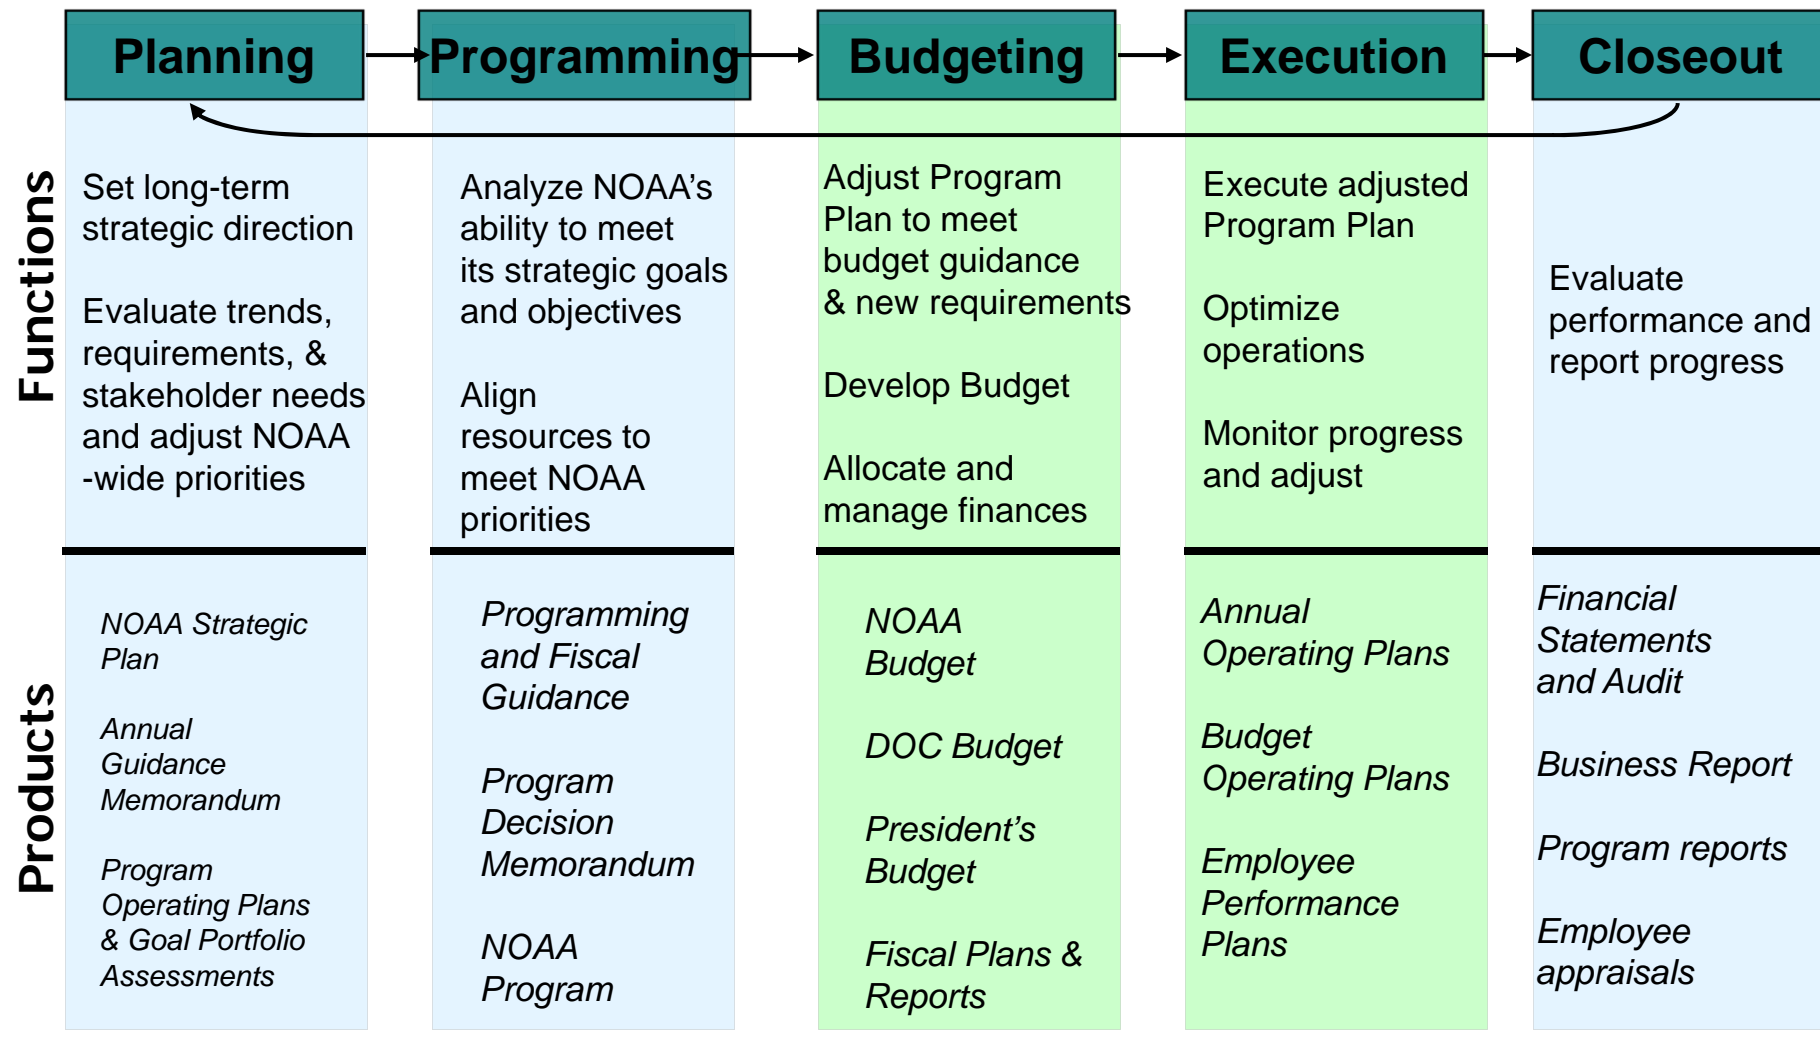 Planning
Programming
Budgeting
Execution
Closeout
Functions
Set long-term
strategic direction
Evaluate trends,
requirements, &
stakeholder needs
and adjust NOAA
-wide priorities
Analyze NOAA’s
ability to meet
its strategic goals
and objectives
Align
resources to
meet NOAA
priorities
Adjust Program
Plan to meet
budget guidance
& new requirements
Develop Budget
Allocate and
manage finances
Execute adjusted
Program Plan
Optimize
operations
Monitor progress
and adjust
Evaluate
performance and
report progress
Products
NOAA Strategic
Plan
Annual
Guidance
Memorandum
Program
Operating Plans
& Goal Portfolio
Assessments
Programming
and Fiscal
Guidance
Program
Decision
Memorandum
NOAA
Program
NOAA
Budget
DOC Budget
President’s
Budget
Fiscal Plans &
Reports
Annual
Operating Plans
Budget
Operating Plans
Employee
Performance
Plans
Financial
Statements
and Audit
Business Report
Program reports
Employee
appraisals